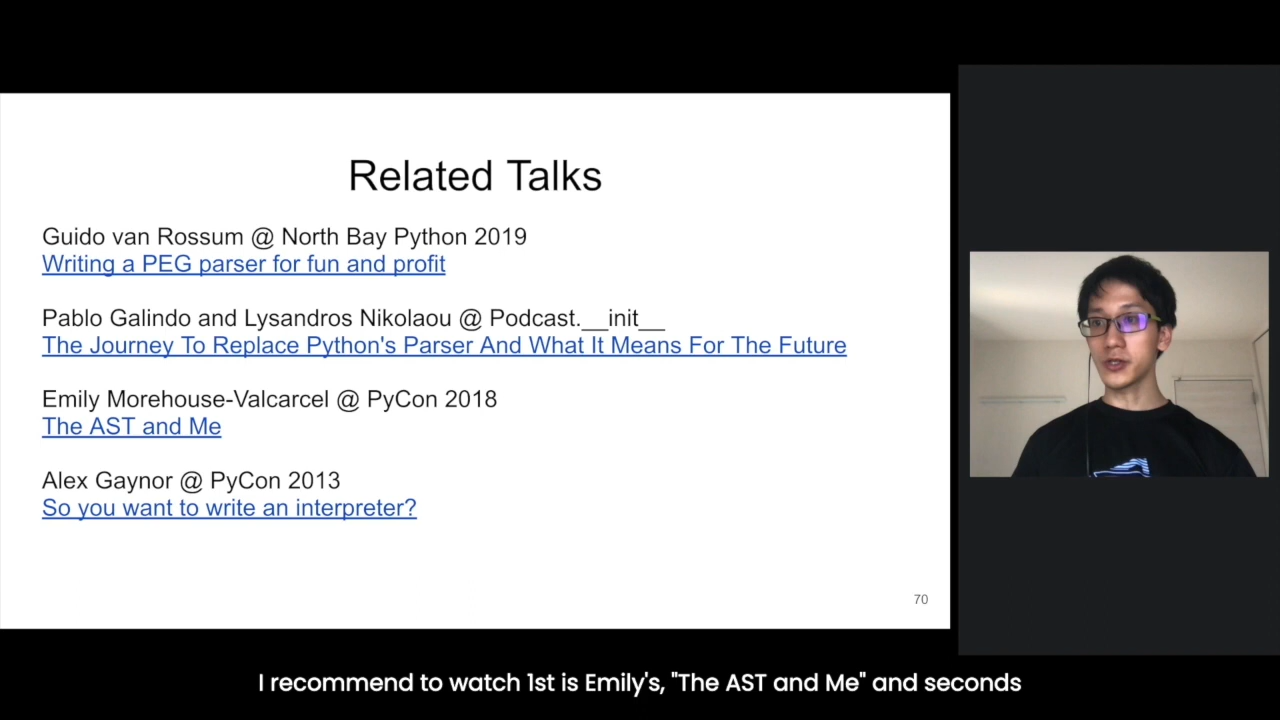 Related Talks
Guido van Rossum @ North Bay Python 2019
Writing a PEG parser for fun and profit
Pablo Galindo and Lysandros Nikolaou @ Podcast.__init__
The Journey To Replace Python's Parser And What It Means For The Future
Emily Morehouse-Valcarcel @ PyCon 2018
The AST and Me
Alex Gaynor @ PyCon 2013
So you want to write an interpreter?
70
I recommend to watch 1st is Emily's, "The AST and Me" and seconds